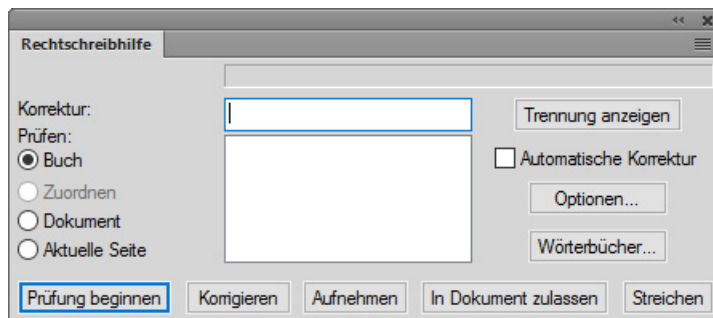 Rechtschreibhilfe
Korrektur:
Trennung anzeigen
Prüfen:
Buch
Automatische Korrektur
Zuordnen
Optionen...
Dokument
Aktuelle Seite
Wörterbücher...
Prüfung beginnen Korrigieren Aufnehmen In Dokument zulassen Streichen